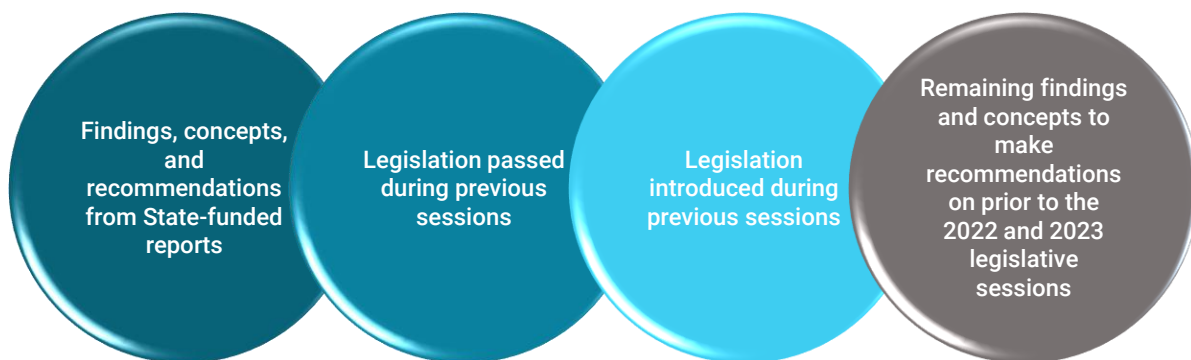 Findings, concepts,
and
recommendations
from State-funded
reports
Legislation passed
during previous
sessions
Legislation
introduced during
previous sessions
Remaining findings
and concepts to
make
recommendations
on prior to the
2022 and 2023
legislative
sessions